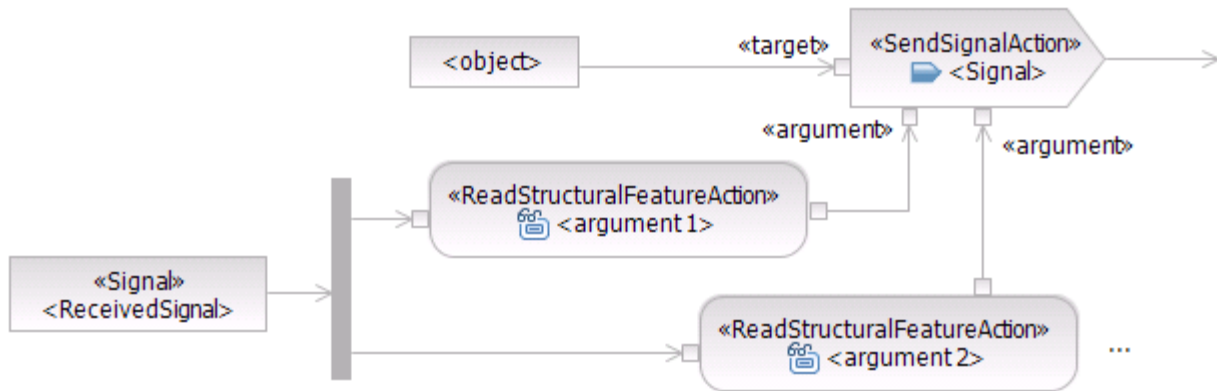 <object>
«target»
«SendSignalAction»
<Signal>
«argument»
«argument»
«ReadStructuralFeatureAction»
<argument 1>
«Signal»
<ReceivedSignal>
«ReadStructuralFeatureAction»
<argument 2>
...